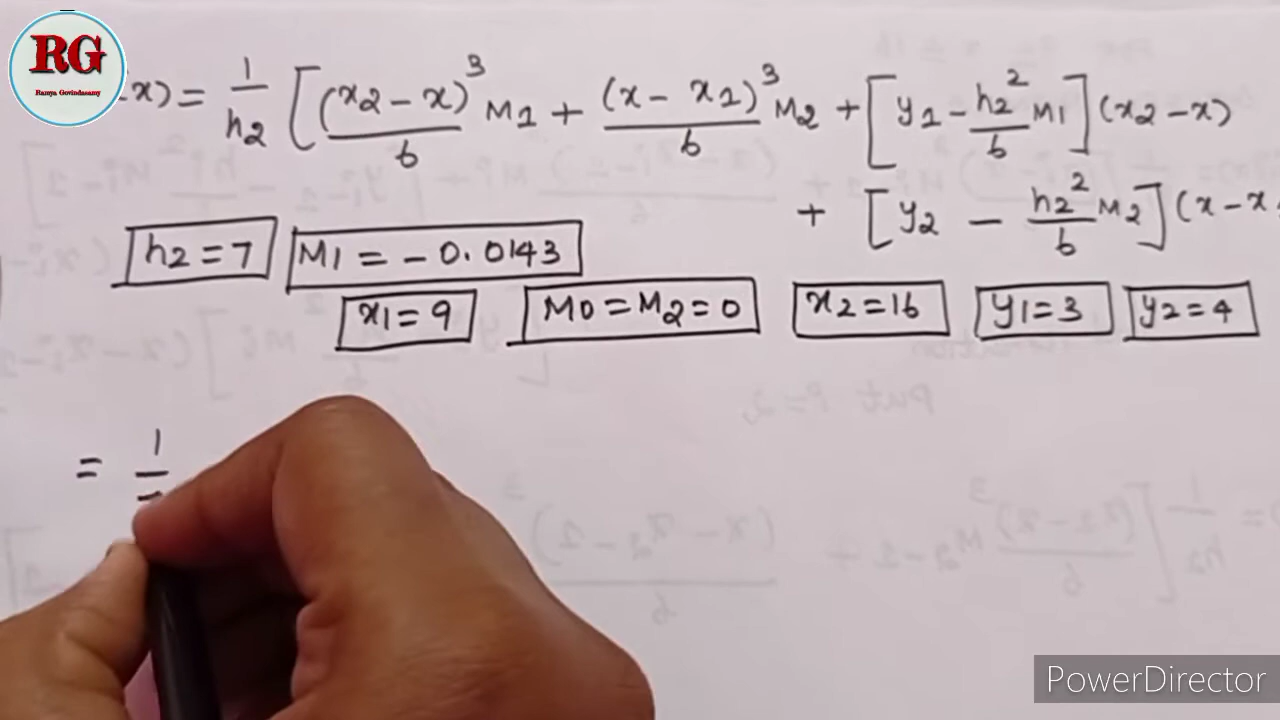 RG
Ramya Govindasamy
x) = 1/h2 [ (x2 - x)^3/6 M1 + (x - x1)^3/6 M2 + [ y1 - h2^2/6 M1 ] (x2 - x)
+ [ y2 - h2^2/6 M2 ] (x - x
h2 = 7 M1 = - 0.0143
x1 = 9 M0 = M2 = 0 x2 = 16 y1 = 3 y2 = 4
= 1
PowerDirector